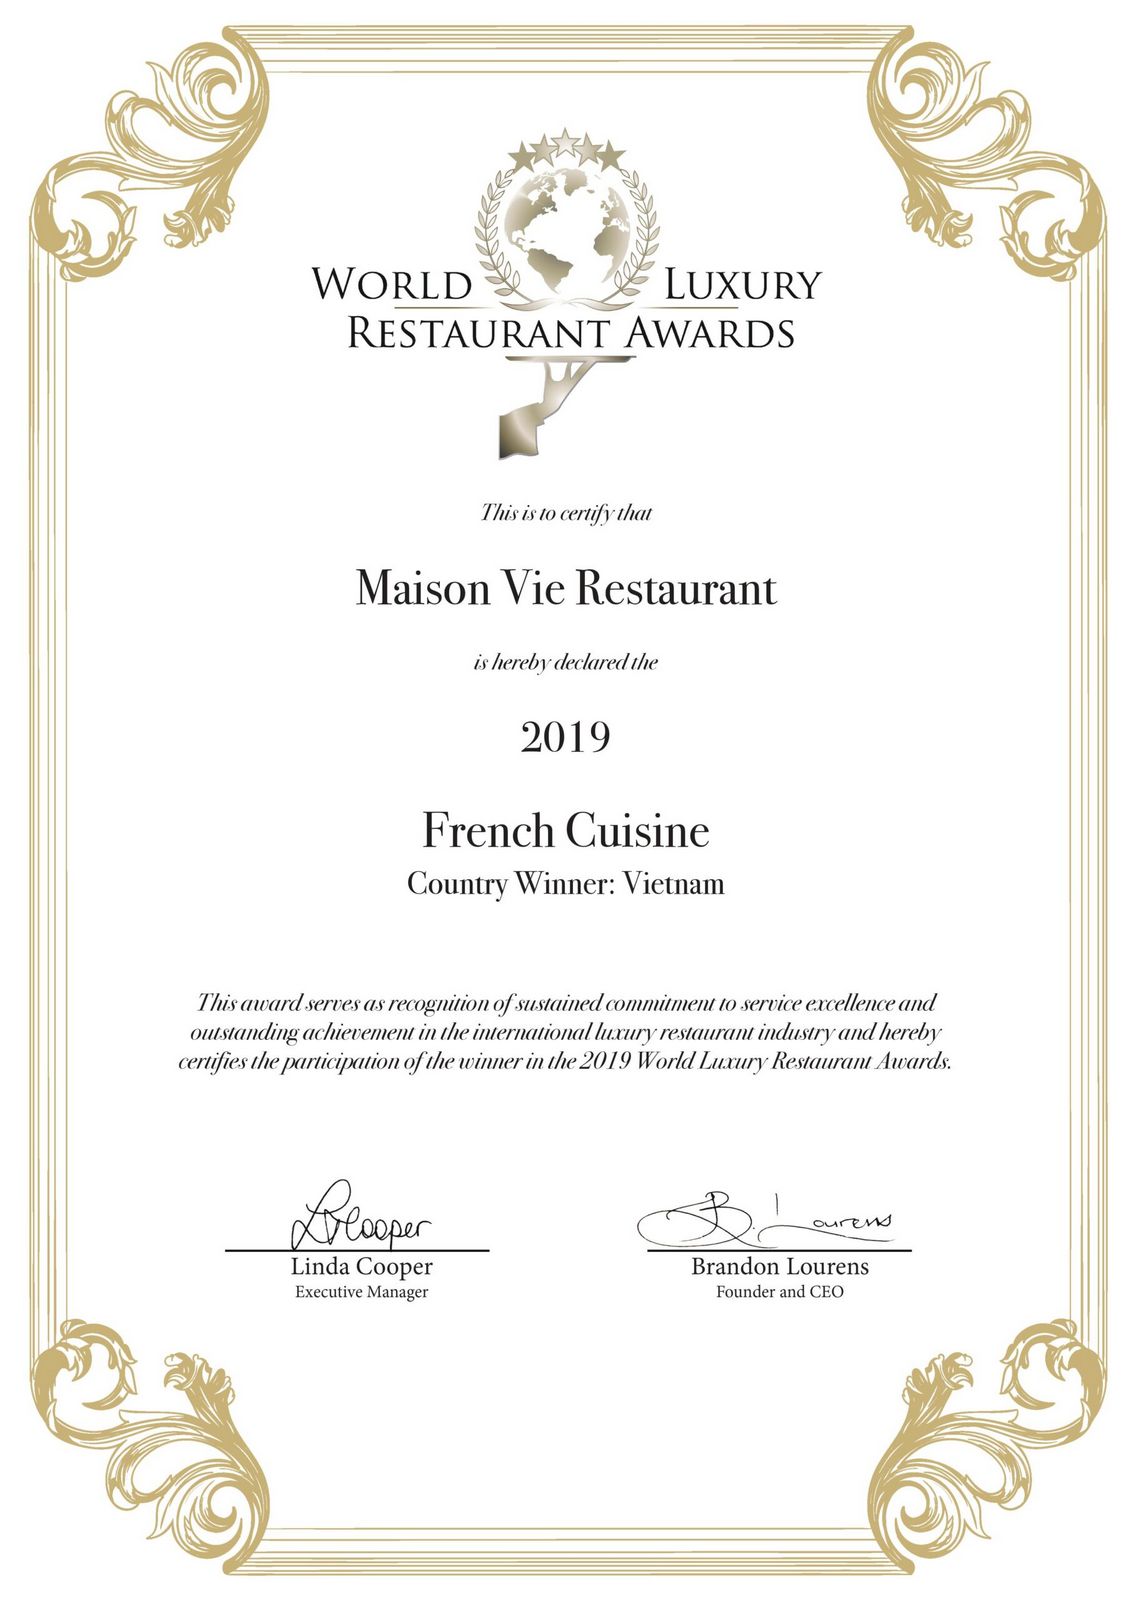 World Luxury
Restaurant Awards
This is to certify that
Maison Vie Restaurant
is hereby declared the
2019
French Cuisine
Country Winner: Vietnam
This award serves as recognition of sustained commitment to service excellence and
outstanding achievement in the international luxury restaurant industry and hereby
certifies the participation of the winner in the 2019 World Luxury Restaurant Awards.
LCooper B. Lourens
Linda Cooper Brandon Lourens
Executive Manager Founder and CEO